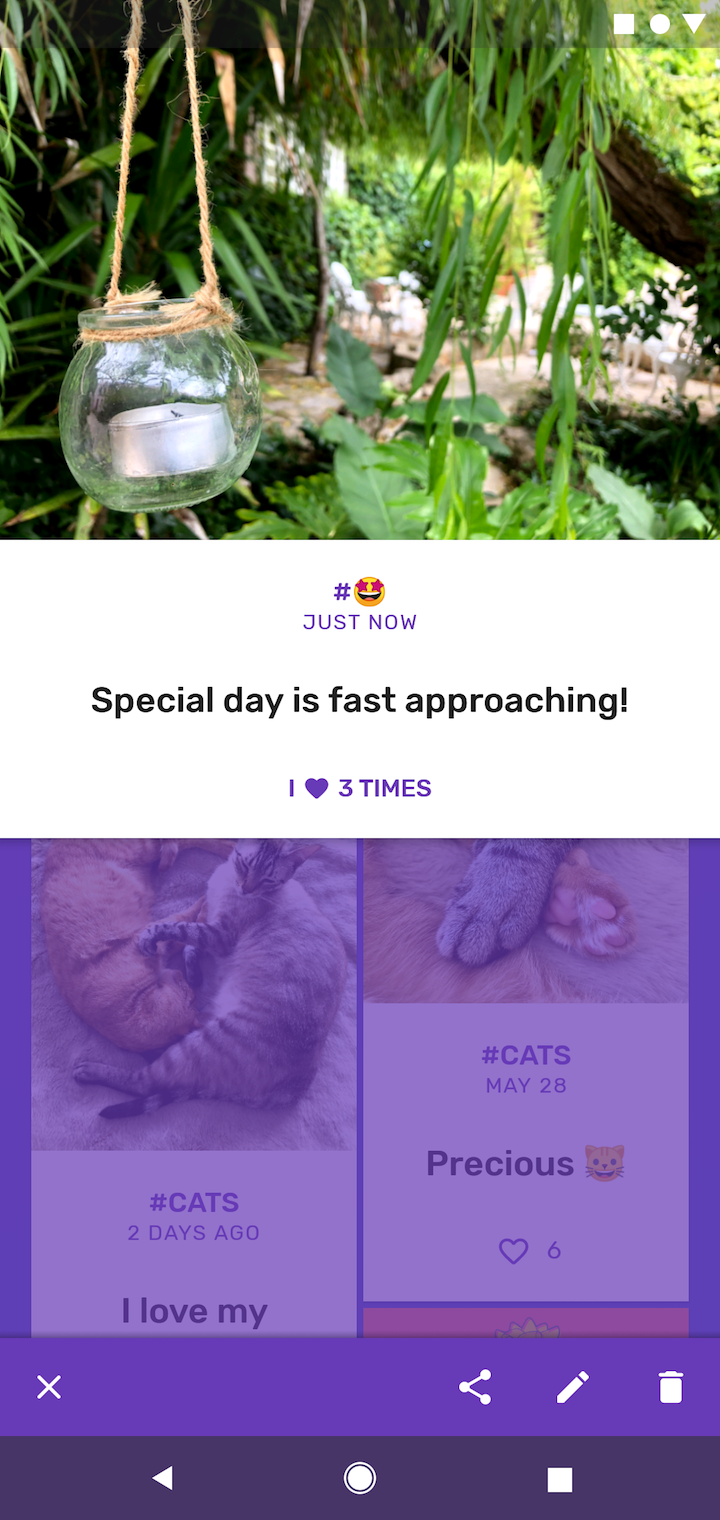 #🤩
JUST NOW
Special day is fast approaching!
I ♥ 3 TIMES
#CATS
2 DAYS AGO
I love my
#CATS
MAY 28
Precious 😺
6